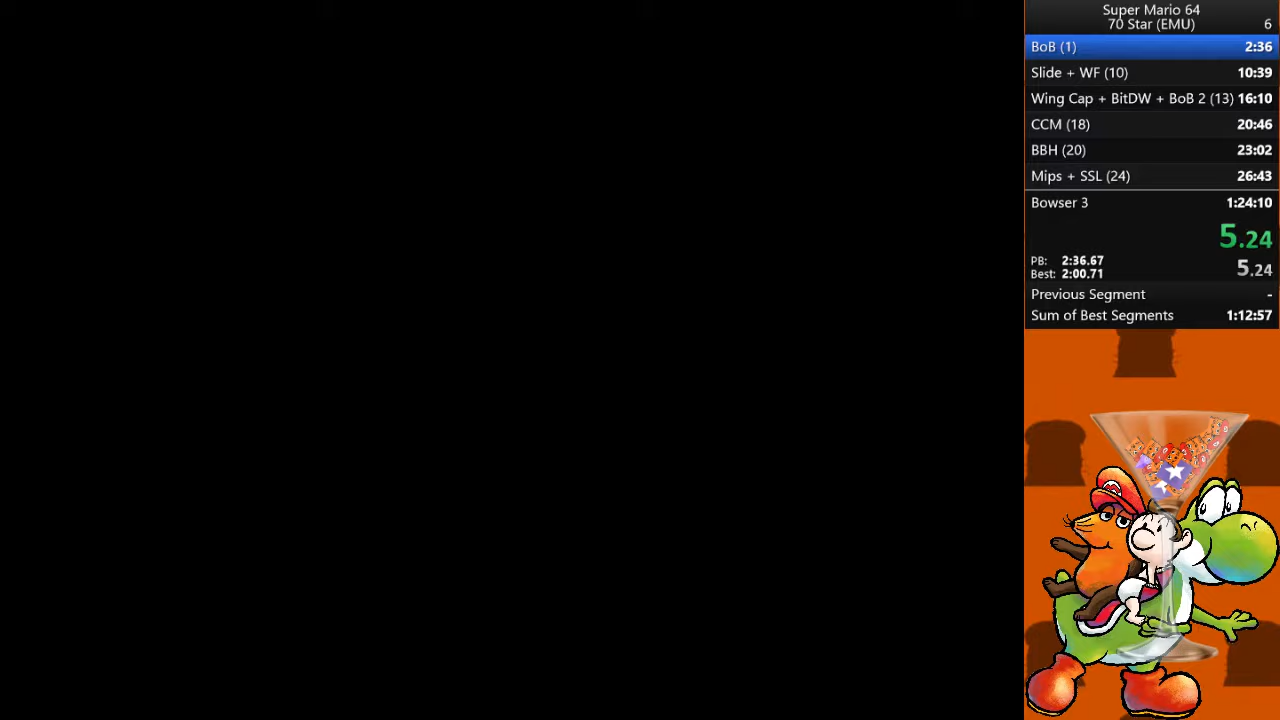 Super Mario 64
70 Star (EMU) 6
BoB (1) 2:36
Slide + WF (10) 10:39
Wing Cap + BitDW + BoB 2 (13) 16:10
CCM (18) 20:46
BBH (20) 23:02
Mips + SSL (24) 26:43
Bowser 3 1:24:10
5.24
PB: 2:36.67 5.24
Best: 2:00.71
Previous Segment -
Sum of Best Segments 1:12:57